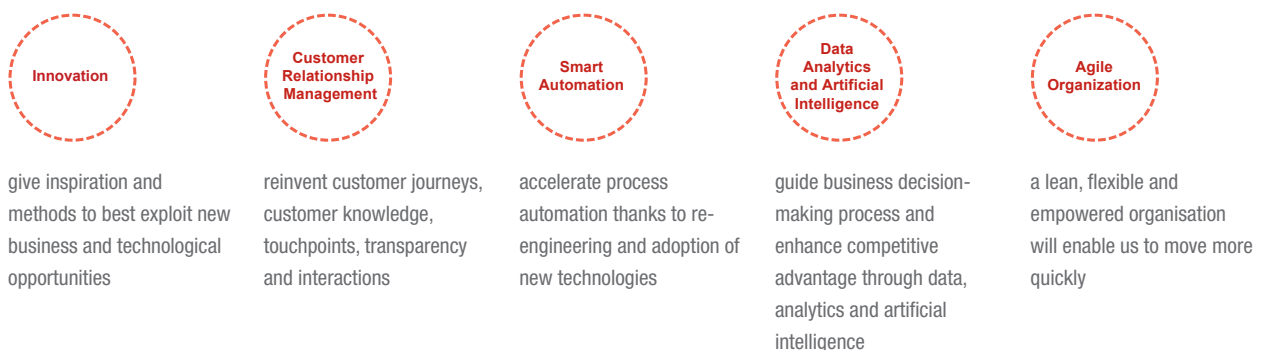 Innovation
give inspiration and
methods to best exploit new
business and technological
opportunities
Customer
Relationship
Management
reinvent customer journeys,
customer knowledge,
touchpoints, transparency
and interactions
Smart
Automation
accelerate process
automation thanks to re-
engineering and adoption of
new technologies
Data
Analytics
and Artificial
Intelligence
guide business decision-
making process and
enhance competitive
advantage through data,
analytics and artificial
intelligence
Agile
Organization
a lean, flexible and
empowered organisation
will enable us to move more
quickly